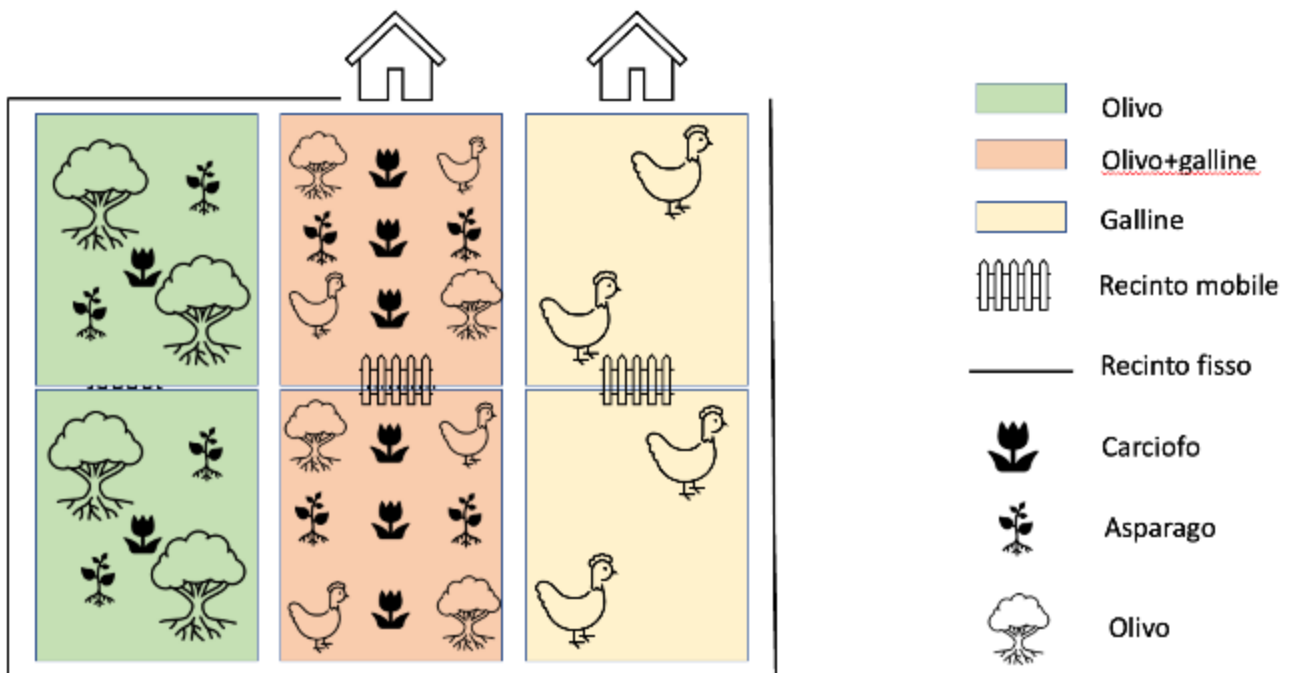 Olivo
Olivo+galline
Galline
Recinto mobile
Recinto fisso
Carciofo
Asparago
Olivo